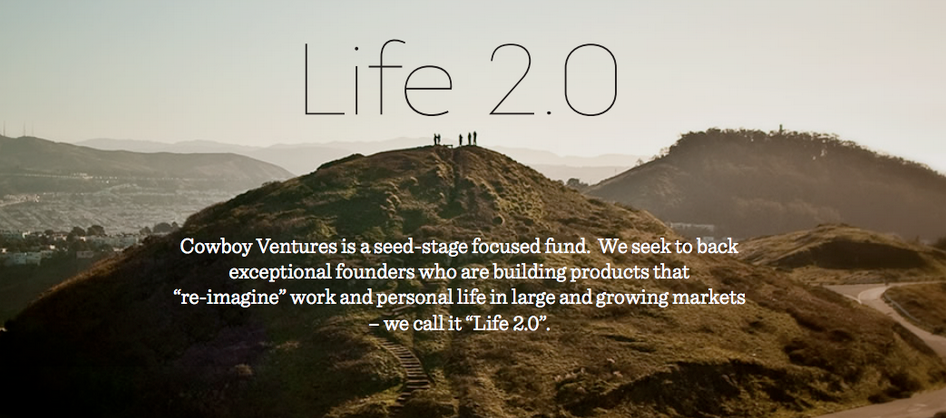 Life 2.0
Cowboy Ventures is a seed-stage focused fund. We seek to back
exceptional founders who are building products that
“re-imagine” work and personal life in large and growing markets
– we call it “Life 2.0”.